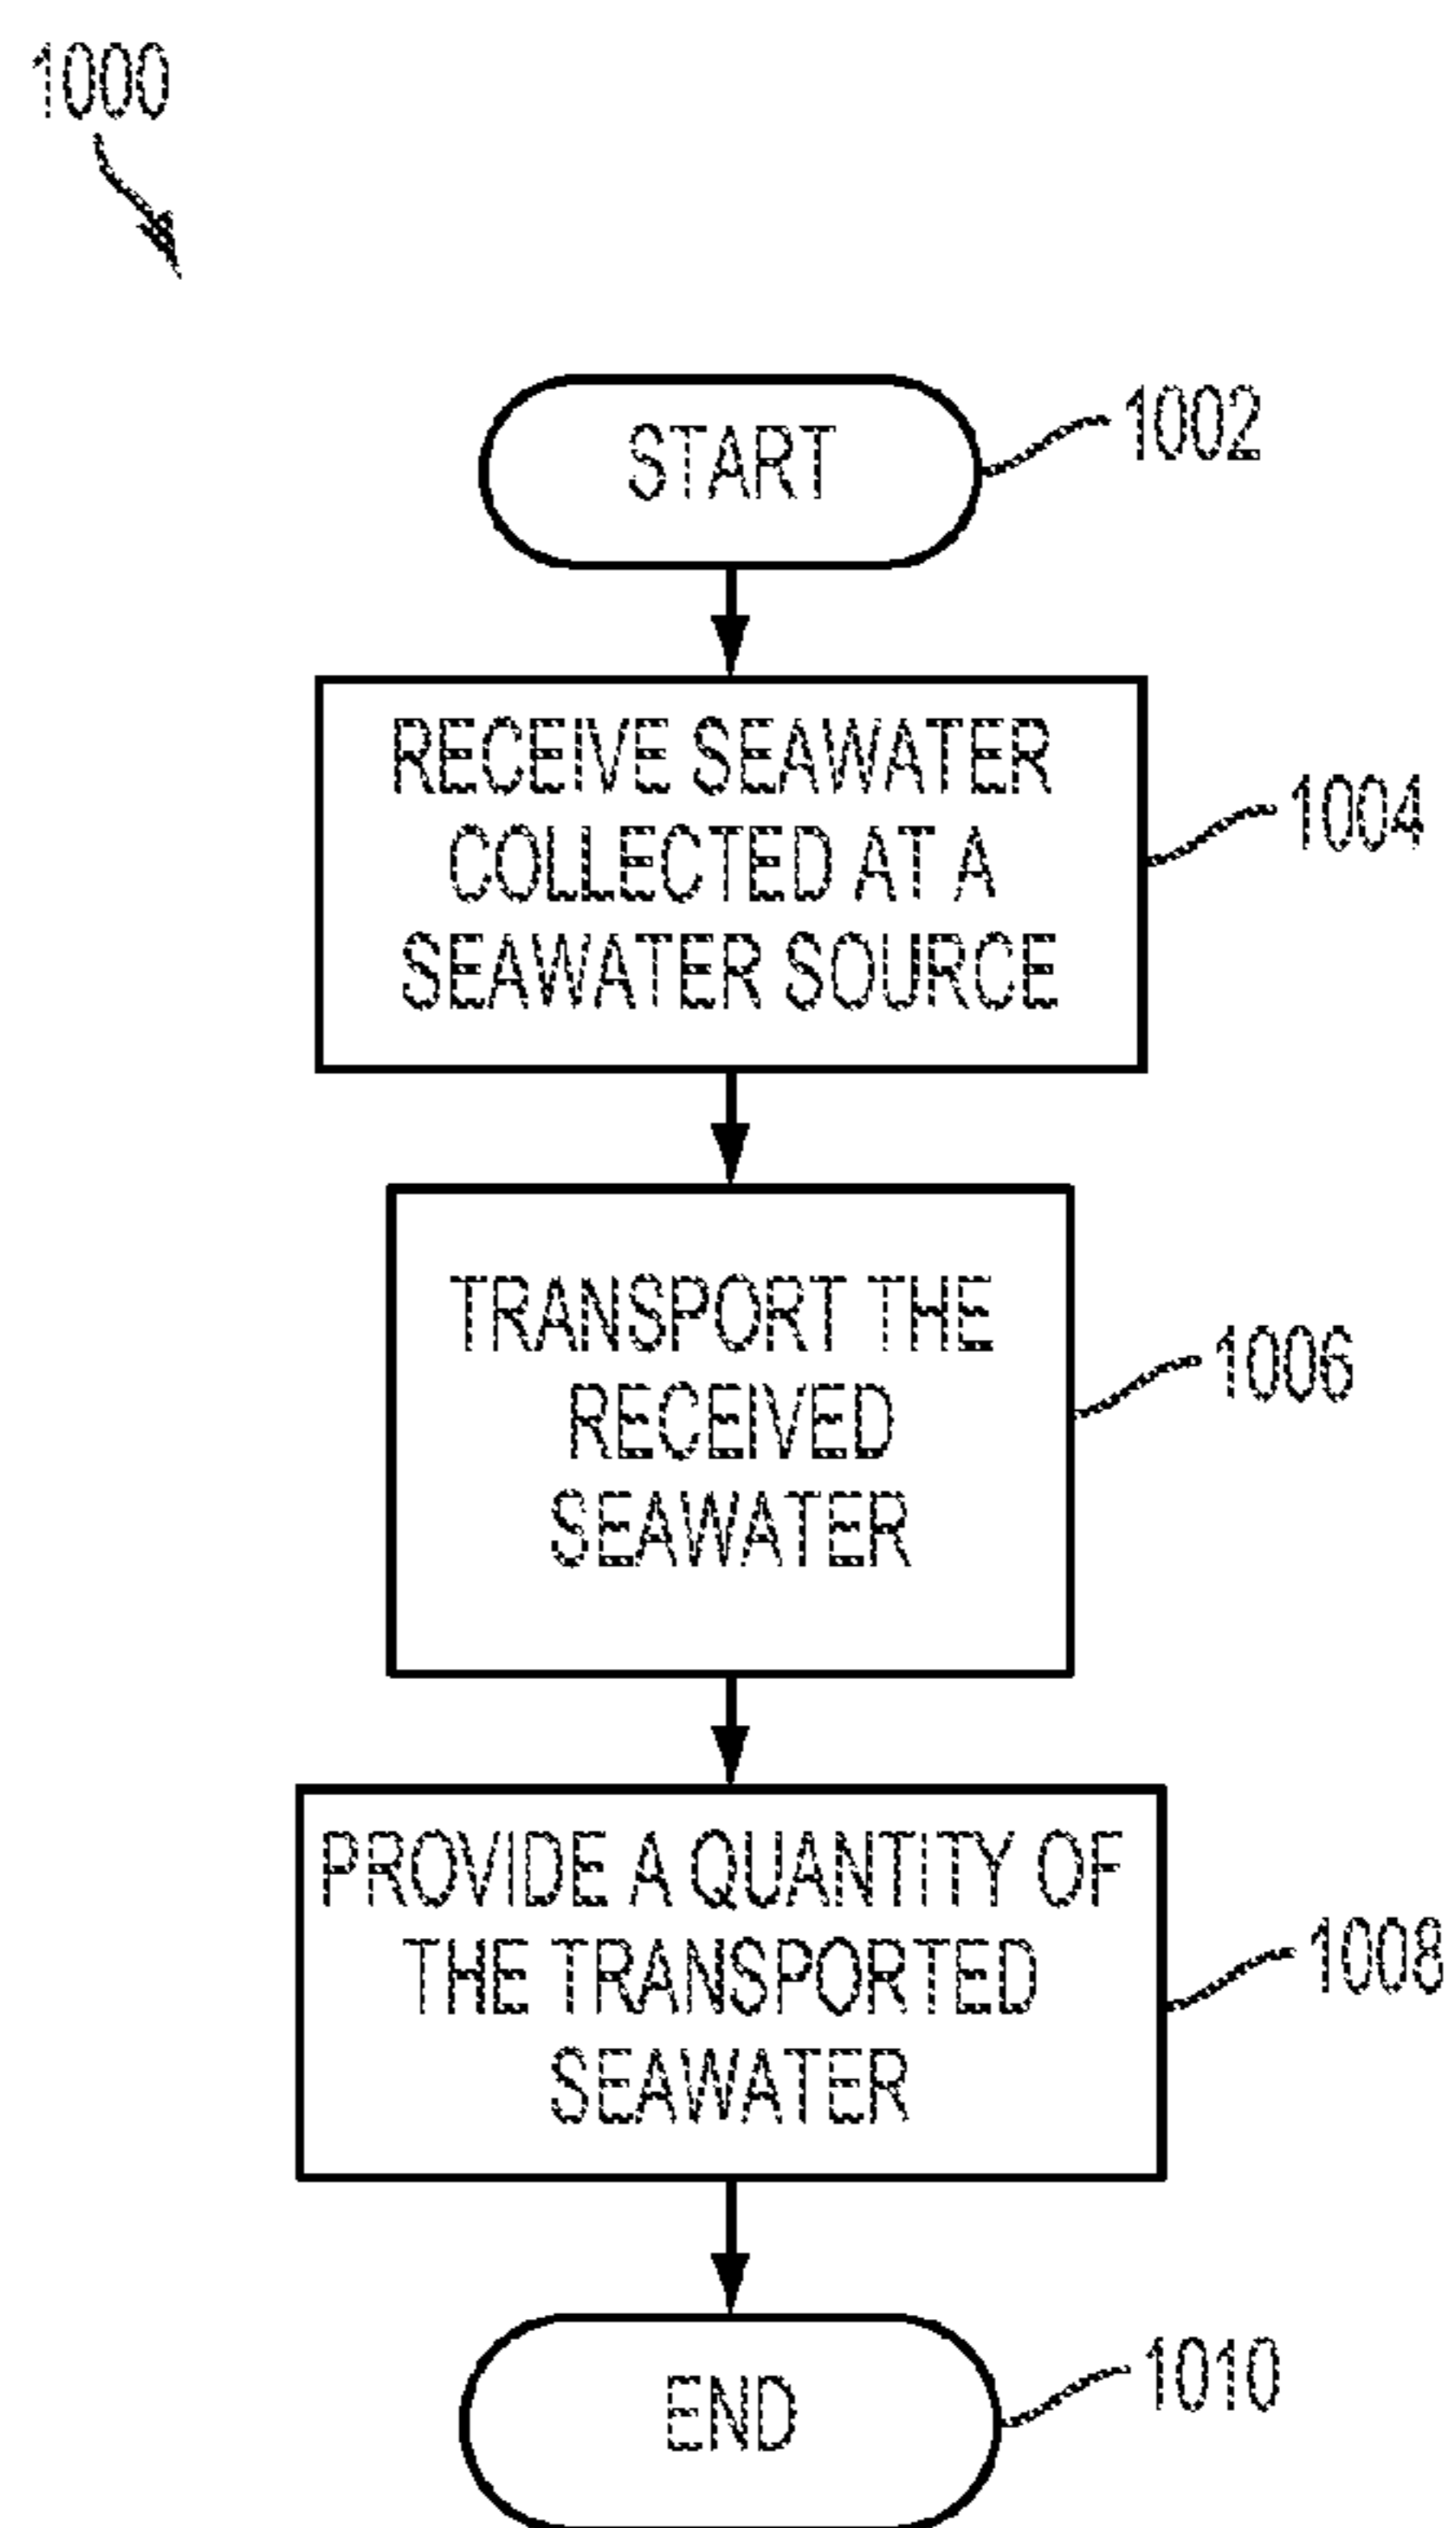 1000
START
1002
RECEIVE SEAWATER
COLLECTED AT A
SEAWATER SOURCE
1004
TRANSPORT THE
RECEIVED
SEAWATER
1006
PROVIDE A QUANTITY OF
THE TRANSPORTED
SEAWATER
1008
END
1010